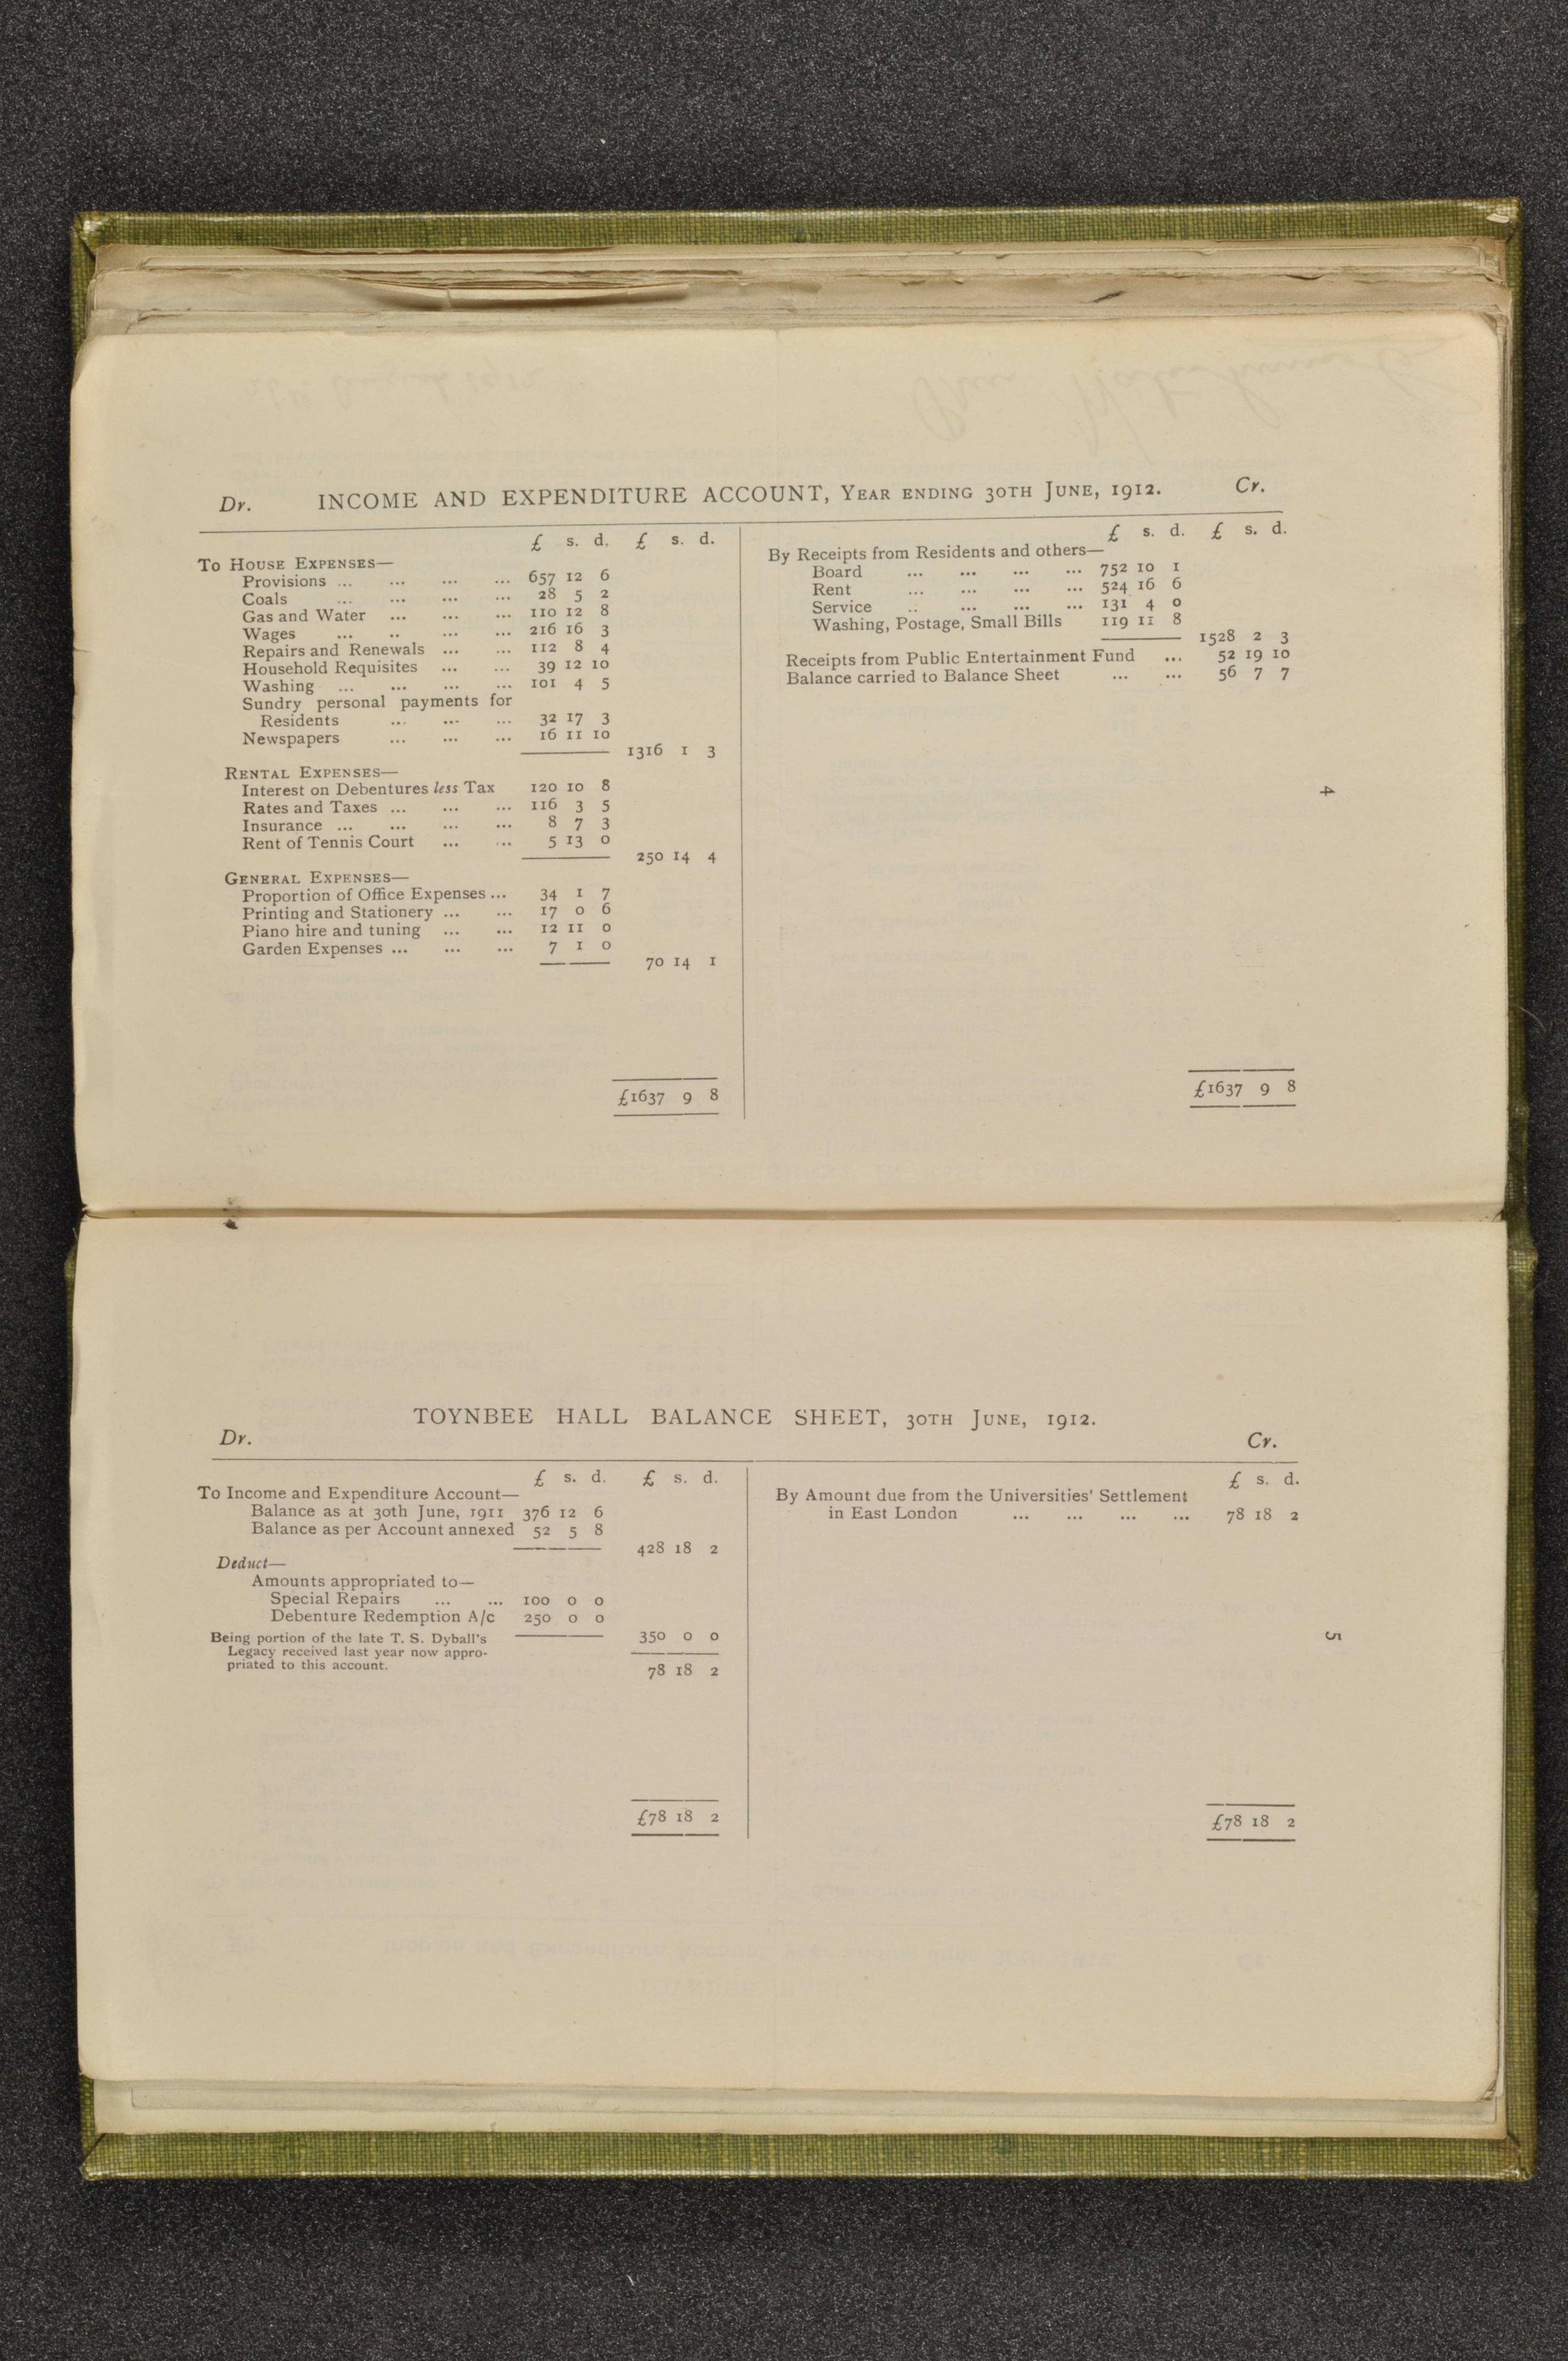 Dr. INCOME AND EXPENDITURE ACCOUNT, YEAR ENDING 30TH JUNE, 1912. Cr.
£ s. d. £ s. d.
To HOUSE EXPENSES—
Provisions ... ... ... ... 657 12 6
Coals ... ... ... ... 28 5 2
Gas and Water ... ... ... 110 12 8
Wages ... .. ... ... 216 16 3
Repairs and Renewals ... ... 112 8 4
Household Requisites ... ... 39 12 10
Washing ... ... ... ... 101 4 5
Sundry personal payments for
Residents ... ... ... 32 17 3
Newspapers ... ... ... 16 11 10
1316 1 3
RENTAL EXPENSES—
Interest on Debentures less Tax 120 10 8
Rates and Taxes ... ... ... 116 3 5
Insurance ... ... ... ... 8 7 3
Rent of Tennis Court ... ... 5 13 0
250 14 4
GENERAL EXPENSES—
Proportion of Office Expenses ... 34 1 7
Printing and Stationery ... ... 17 0 6
Piano hire and tuning ... ... 12 11 0
Garden Expenses ... ... ... 7 1 0
70 14 1
£1637 9 8
£ s. d. £ s. d.
By Receipts from Residents and others—
Board ... ... ... ... 752 10 1
Rent ... ... ... ... 524 16 6
Service .. ... ... ... 131 4 0
Washing, Postage, Small Bills 119 11 8
1528 2 3
Receipts from Public Entertainment Fund ... 52 19 10
Balance carried to Balance Sheet ... ... 56 7 7
£1637 9 8
4
TOYNBEE HALL BALANCE SHEET, 30TH JUNE, 1912.
Dr. Cr.
£ s. d. £ s. d.
To Income and Expenditure Account—
Balance as at 30th June, 1911 376 12 6
Balance as per Account annexed 52 5 8
428 18 2
Deduct—
Amounts appropriated to—
Special Repairs ... ... 100 0 0
Debenture Redemption A/c 250 0 0
Being portion of the late T. S. Dyball's 350 0 0
Legacy received last year now appro-
priated to this account. 78 18 2
£78 18 2
£ s. d.
By Amount due from the Universities' Settlement
in East London ... ... ... ... 78 18 2
£78 18 2
5